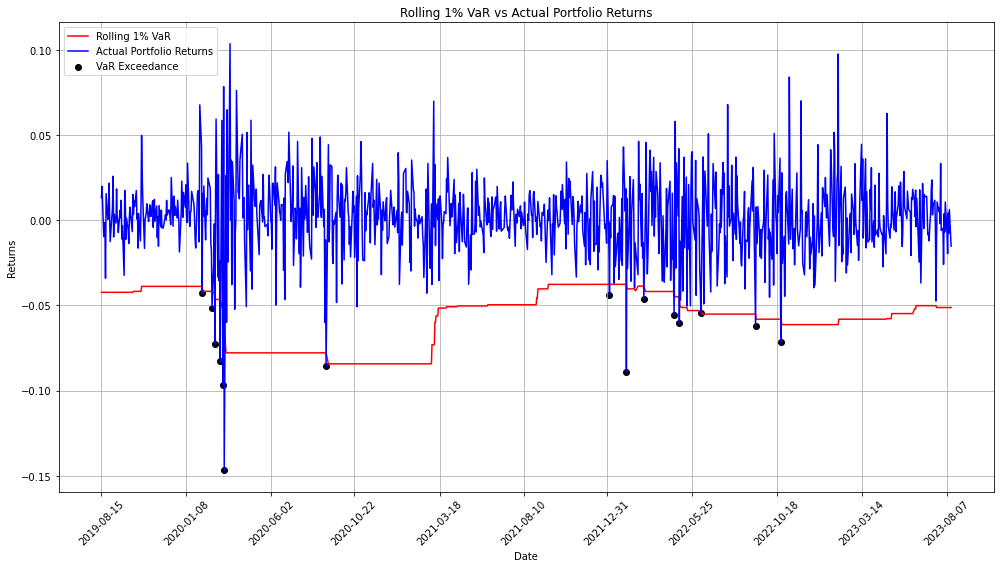 Rolling 1% VaR vs Actual Portfolio Returns
Rolling 1% VaR
Actual Portfolio Returns
VaR Exceedance
Returns
0.10
0.05
0.00
−0.05
−0.10
−0.15
2019-08-15
2020-01-08
2020-06-02
2020-10-22
2021-03-18
2021-08-10
2021-12-31
2022-05-25
2022-10-18
2023-03-14
2023-08-07
Date